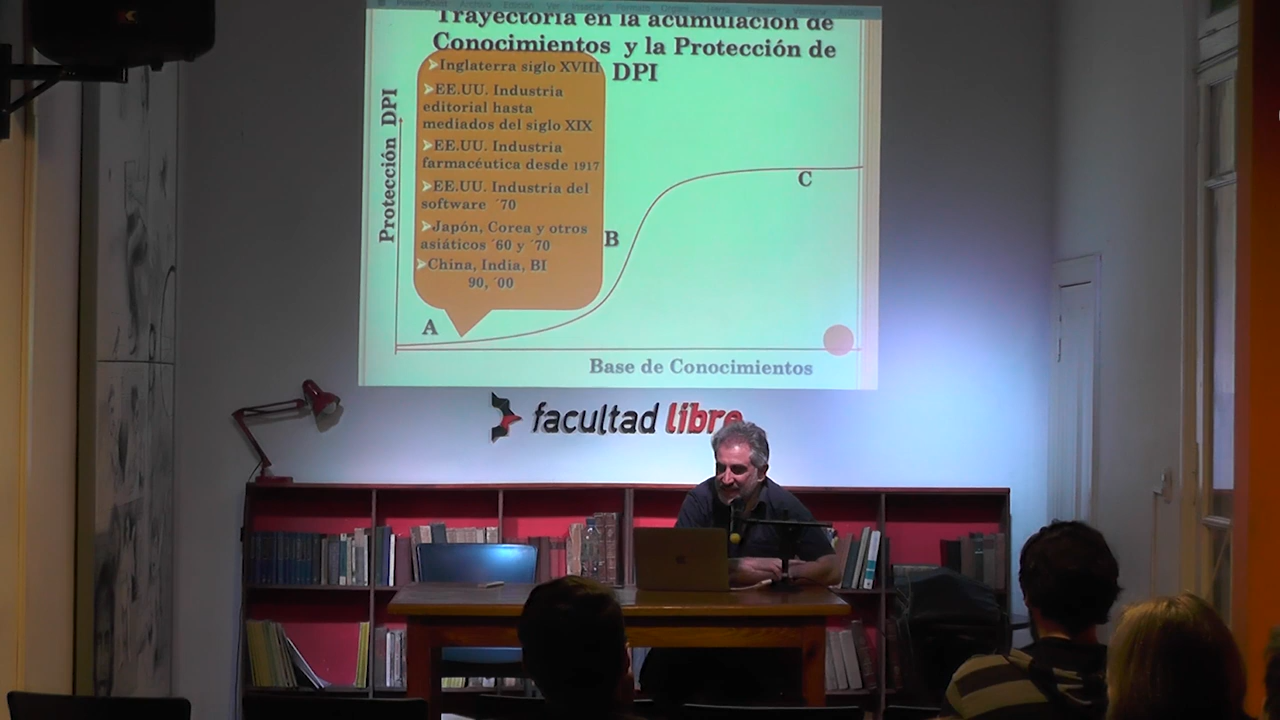 Trayectoria en la acumulación de
Conocimientos y la Protección de
DPI
Protección DPI
➢Inglaterra siglo XVIII
➢EE.UU. Industria
editorial hasta
mediados del siglo XIX
➢EE.UU. Industria
farmacéutica desde 1917
➢EE.UU. Industria del
software ´70
➢Japón, Corea y otros
asiáticos ´60 y ´70
➢China, India, BI
90, ´00
A
B
C
Base de Conocimientos
facultad libre